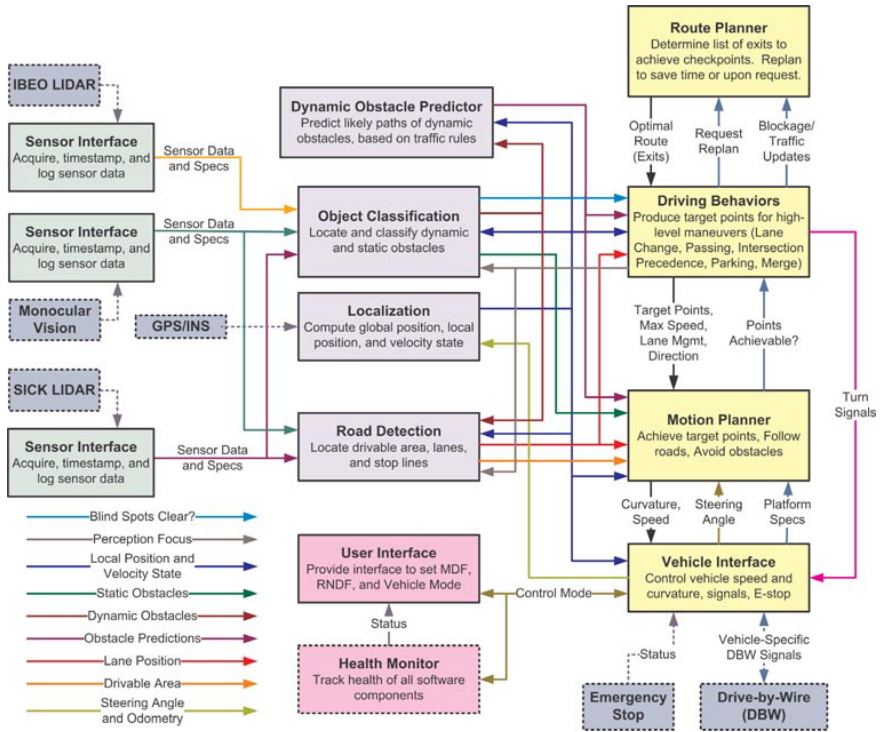 IBEO LIDAR
Sensor Interface
Acquire, timestamp, and
log sensor data
Sensor Data
and Specs
Sensor Interface
Acquire, timestamp, and
log sensor data
Sensor Data
and Specs
Monocular
Vision
GPS/INS
SICK LIDAR
Sensor Interface
Acquire, timestamp, and
log sensor data
Sensor Data
and Specs
Dynamic Obstacle Predictor
Predict likely paths of dynamic
obstacles, based on traffic rules
Object Classification
Locate and classify dynamic
and static obstacles
Localization
Compute global position, local
position, and velocity state
Road Detection
Locate drivable area, lanes,
and stop lines
Route Planner
Determine list of exits to
achieve checkpoints. Replan
to save time or upon request.
Optimal
Route
(Exits)
Request
Replan
Blockage/
Traffic
Updates
Driving Behaviors
Produce target points for high-
level maneuvers (Lane
Change, Passing, Intersection
Precedence, Parking, Merge)
Target Points,
Max Speed,
Lane Mgmt,
Direction
Points
Achievable?
Turn
Signals
Motion Planner
Achieve target points, Follow
roads, Avoid obstacles
Curvature,
Speed
Steering
Angle
Platform
Specs
Vehicle Interface
Control vehicle speed and
curvature, signals, E-stop
Control Mode
Status
Vehicle-Specific
DBW Signals
Emergency
Stop
Drive-by-Wire
(DBW)
User Interface
Provide interface to set MDF,
RNDF, and Vehicle Mode
Status
Health Monitor
Track health of all software
components
Blind Spots Clear?
Perception Focus
Local Position and
Velocity State
Static Obstacles
Dynamic Obstacles
Obstacle Predictions
Lane Position
Drivable Area
Steering Angle
and Odometry